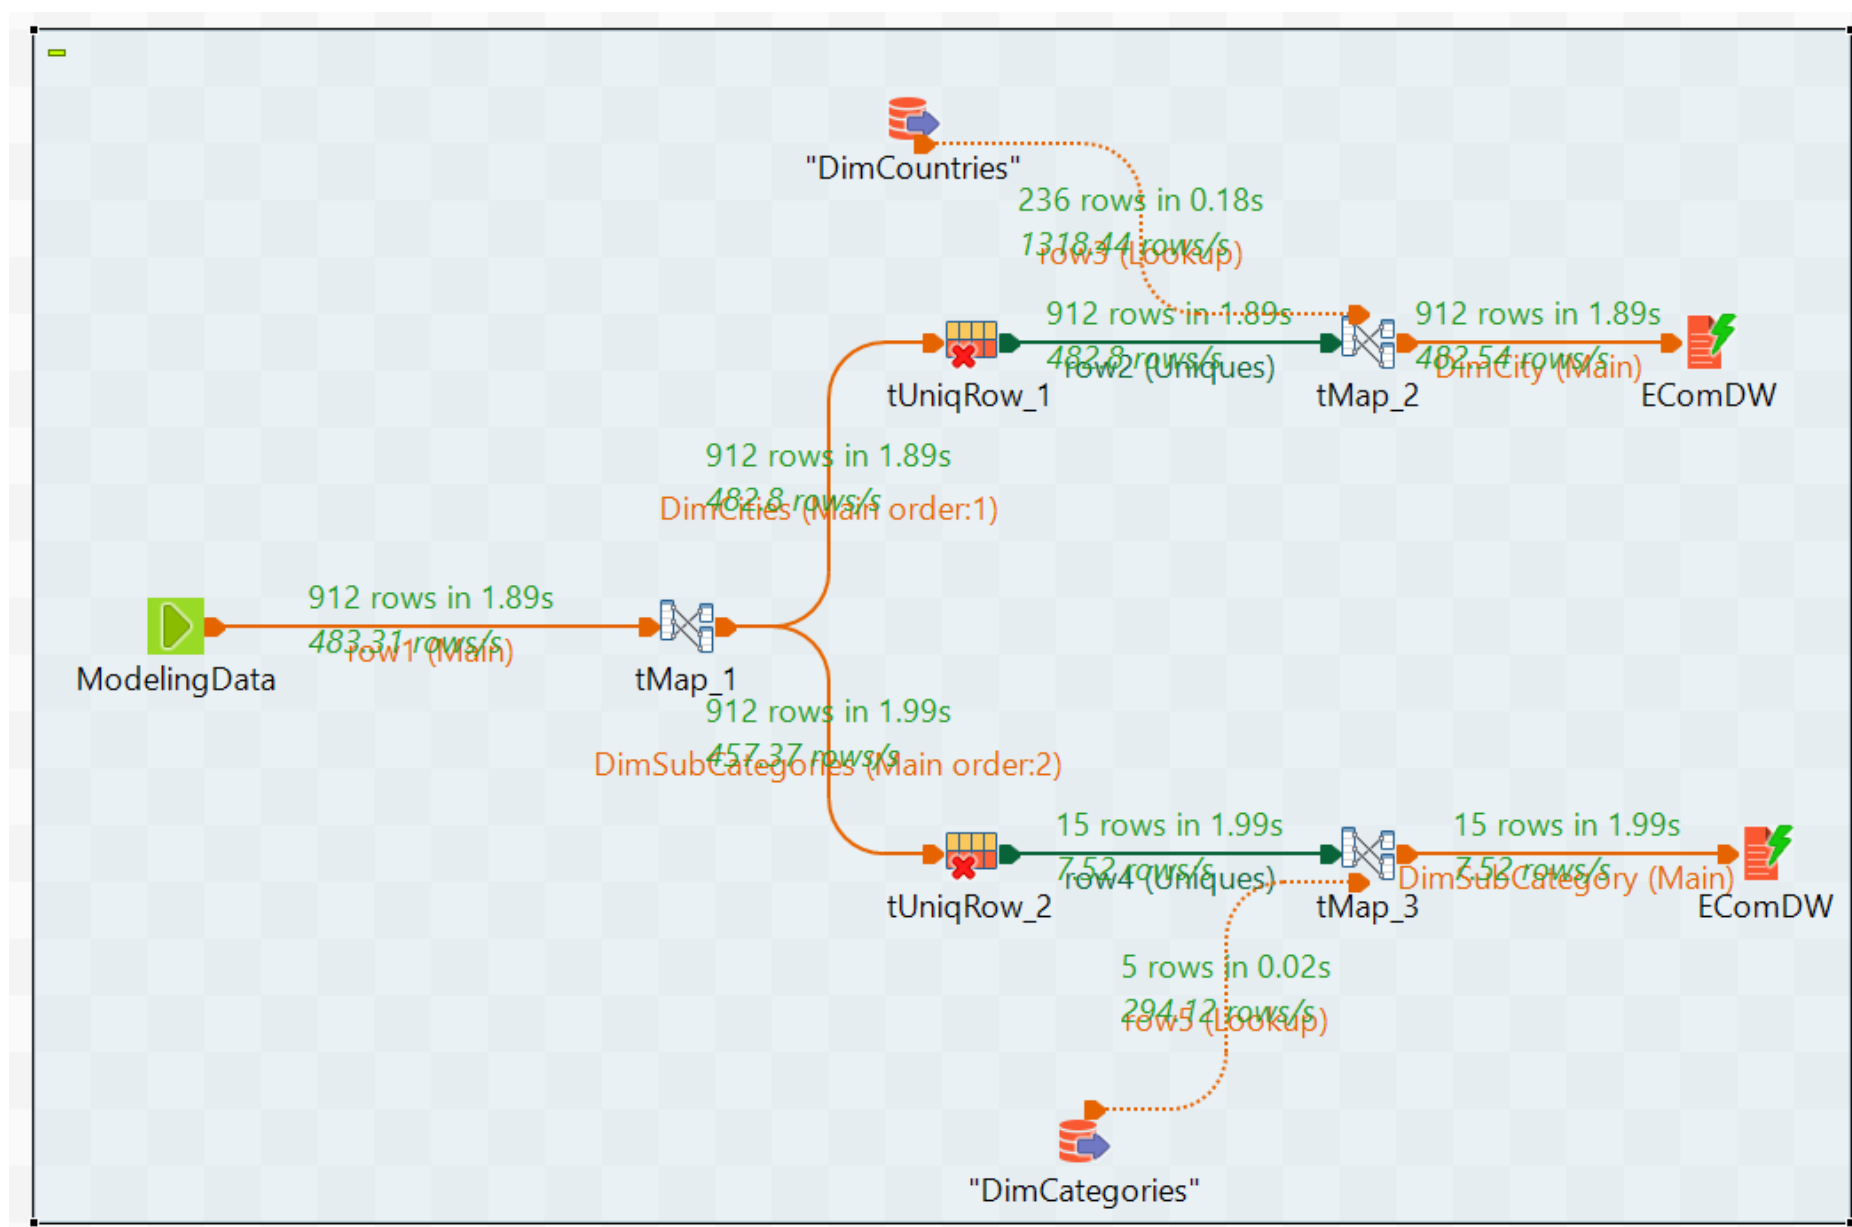 "DimCountries"
236 rows in 0.18s
1318.44 rows/s
row3 (Lookup)
912 rows in 1.89s
482.8 rows/s
row2 (Uniques)
912 rows in 1.89s
482.54 rows/s
DimCity (Main)
tUniqRow_1
tMap_2
EComDW
912 rows in 1.89s
482.8 rows/s
DimCities (Main order:1)
912 rows in 1.89s
483.31 rows/s
row1 (Main)
ModelingData
tMap_1
912 rows in 1.99s
457.37 rows/s
DimSubCategories (Main order:2)
15 rows in 1.99s
7.52 rows/s
row4 (Uniques)
15 rows in 1.99s
7.52 rows/s
DimSubCategory (Main)
tUniqRow_2
tMap_3
EComDW
5 rows in 0.02s
294.12 rows/s
row5 (Lookup)
"DimCategories"